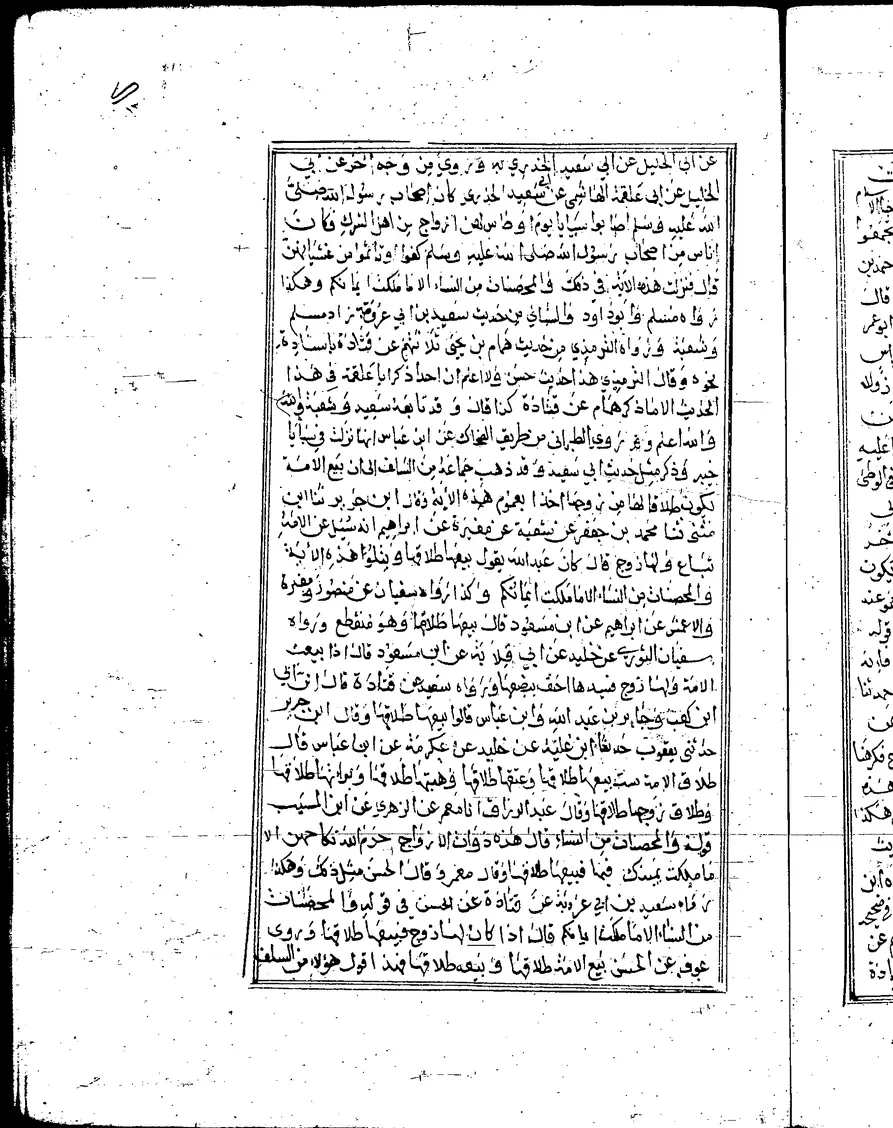 عن ابي الخليل عن ابي سعيد الخدري به وروي من وجه اخر عن ابي
الخليل عن ابي علقمة الهاشمي عن ابي سعيد الخدري كان اصحاب رسول الله صلى
الله عليه وسلم اصابوا سبايا يوم اوطاس لهن ازواج من اهل الشرك وكان
اناس من اصحاب رسول الله صلى الله عليه وسلم كفوا وتاثموا من غشيانهن
قال فنزلت هذه الاية في ذلك والمحصنات من النساء الا ما ملكت ايمانكم وهكذا
رواه مسلم وابو داود والنسائي من حديث سعيد بن ابي عروبة زاد مسلم
وشعبة ورواه الترمذي من حديث همام بن يحيى ثلاثتهم عن قتادة باسناده
نحوه وقال الترمذي هذا حديث حسن ولا اعلم ان احدا ذكر ابا علقمة في هذا
الحديث الا ما ذكر همام عن قتادة كذا قال وقد تابعه سعيد وشعبة والله
والله اعلم وقد روى الطبراني من طريق الضحاك عن ابن عباس انها نزلت في سبايا
خيبر وذكر مثل حديث ابي سعيد وقد ذهب جماعة من السلف الى ان بيع الامة
يكون طلاقا لها من زوجها اخذا بعموم هذه الاية وقال ابن جرير ثنا ابن
مثنى ثنا محمد بن جعفر عن شعبة عن مغيرة عن ابراهيم انه سئل عن الامة
تباع ولها زوج قال كان عبد الله يقول بيعها طلاقها ويتلوا هذه الاية
والمحصنات من النساء الا ما ملكت ايمانكم وكذا رواه سفيان عن منصور ومغيرة
والاعمش عن ابراهيم عن ابن مسعود قال بيعها طلاقها وهو منقطع ورواه
سفيان الثوري عن خليد عن ابي قلابة عن ابن مسعود قال اذا بيعت
الامة ولها زوج فسيدها احق ببضعها ورواه سعيد عن قتادة قال ان ابي
ابن كعب وجابر بن عبد الله وابن عباس قالوا بيعها طلاقها وقال ابن جرير
حدثني يعقوب حدثنا ابن علية عن خليد عن عكرمة عن ابن عباس قال
طلاق الامة ست بيعها طلاقها وعتقها طلاقها وهبتها طلاقها وبراتها طلاقها
وطلاق زوجها طلاقها وقال عبد الرزاق انا معمر عن الزهري عن ابن المسيب
قوله والمحصنات من النساء قال هذه ذوات الازواج حرم الله نكاحهن الا
ما ملكت يمينك فيها فبيعها طلاقها وقال معمر وقال الحسن مثل ذلك وهكذا
رواه سعيد بن ابي عروبة عن قتادة عن الحسن في قوله والمحصنات
من النساء الا ما ملكت ايمانكم قال اذا كان لها زوج فبيعها طلاقها وروى
عوف عن الحسن بيع الامة طلاقها وبيعه طلاقها فهذا قول هؤلاء من السلف